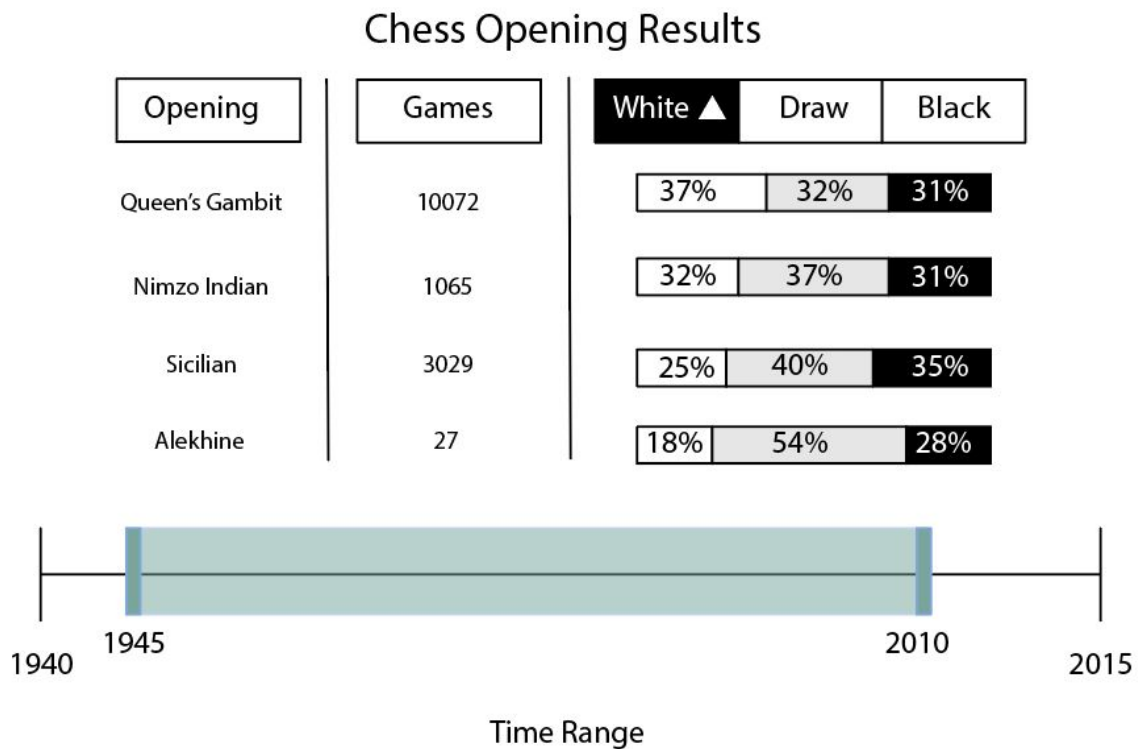 Chess Opening Results
Opening Games White ▲ Draw Black
Queen's Gambit 10072 37% 32% 31%
Nimzo Indian 1065 32% 37% 31%
Sicilian 3029 25% 40% 35%
Alekhine 27 18% 54% 28%
1945 2010
1940 2015
Time Range